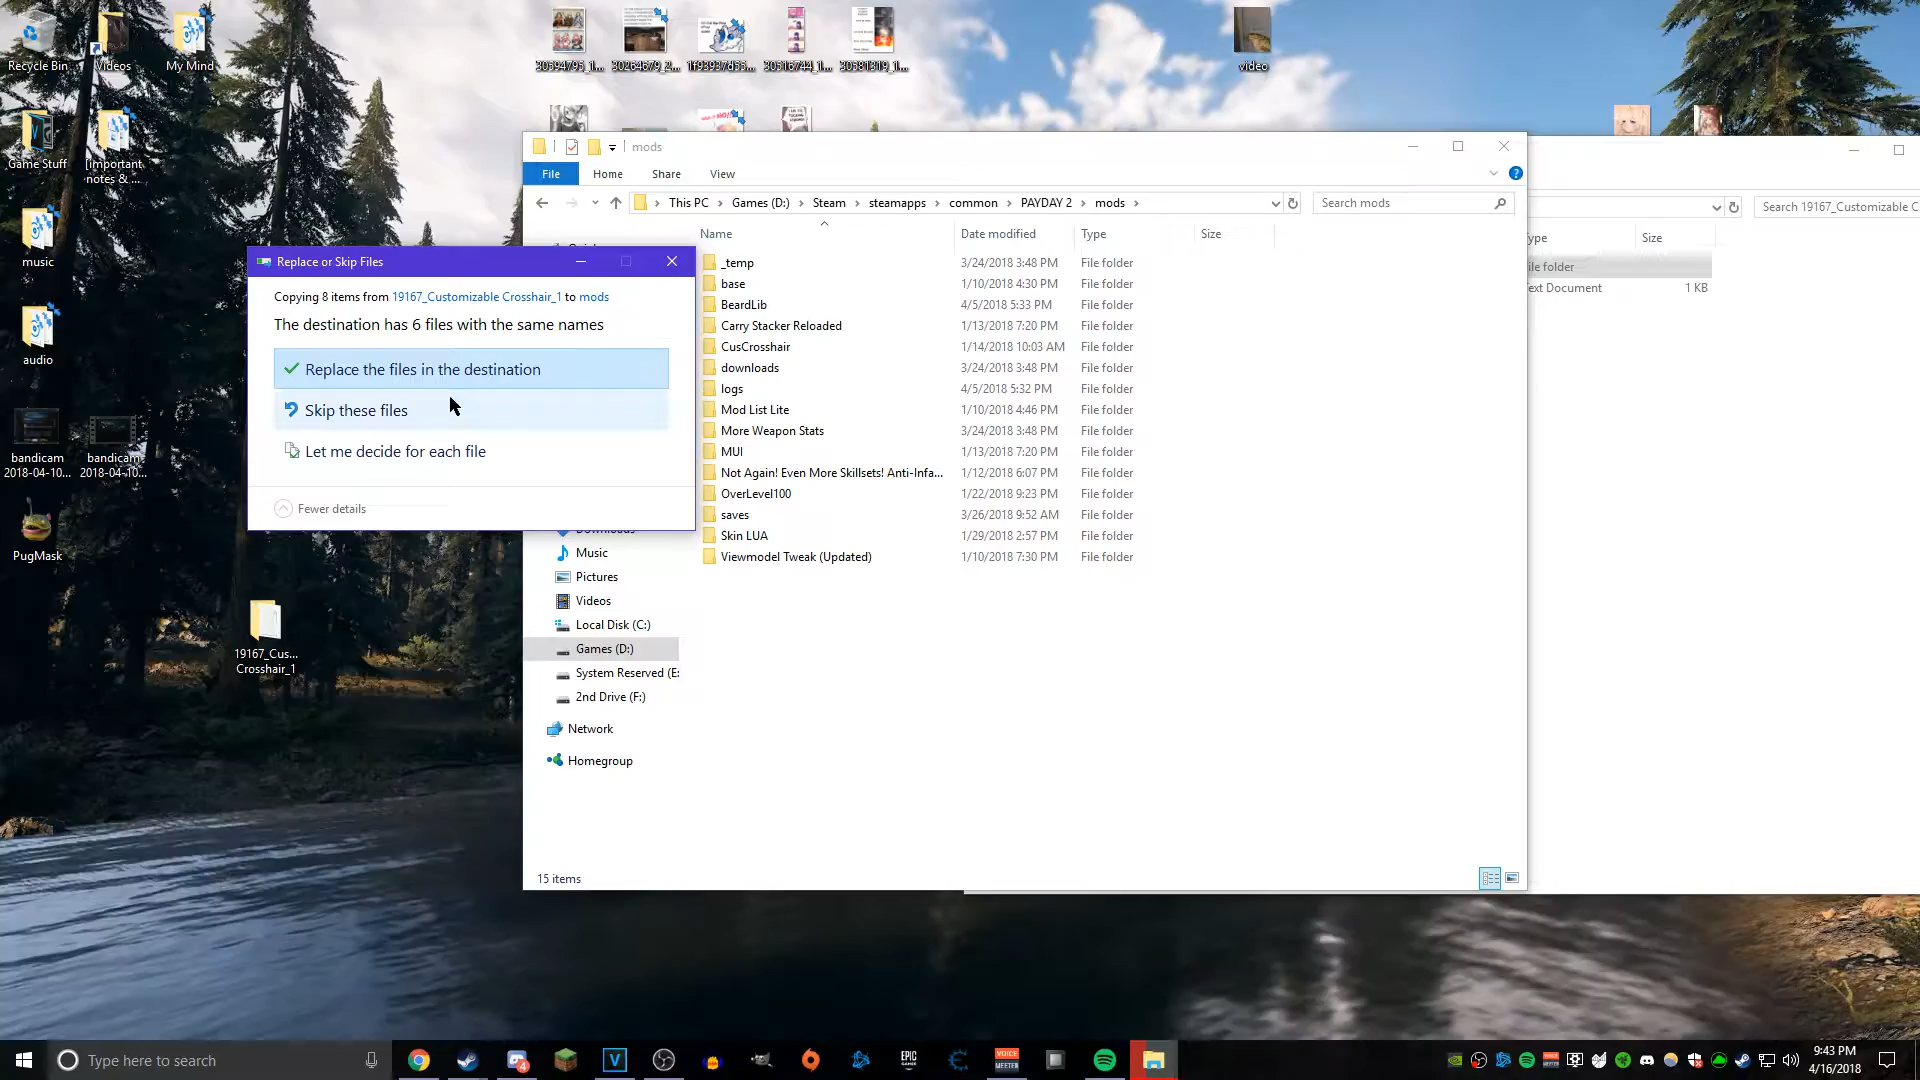 Recycle Bin
Videos
My Mind
30594795_1...
30264679_2...
1f93937d55...
30516744_1...
30581319_1...
video
Game Stuff
[important
notes & ...
music
audio
bandicam
2018-04-10...
bandicam
2018-04-10...
PugMask
19167_Cus...
Crosshair_1
mods
File
Home
Share
View
This PC
Games (D:)
Steam
steamapps
common
PAYDAY 2
mods
Search mods
Name
Date modified
Type
Size
_temp 3/24/2018 3:48 PM File folder
base 1/10/2018 4:30 PM File folder
BeardLib 4/5/2018 5:33 PM File folder
Carry Stacker Reloaded 1/13/2018 7:20 PM File folder
CusCrosshair 1/14/2018 10:03 AM File folder
downloads 3/24/2018 3:48 PM File folder
logs 4/5/2018 5:32 PM File folder
Mod List Lite 1/10/2018 4:46 PM File folder
More Weapon Stats 3/24/2018 3:48 PM File folder
MUI 1/13/2018 7:20 PM File folder
Not Again! Even More Skillsets! Anti-Infa... 1/12/2018 6:07 PM File folder
OverLevel100 1/22/2018 9:23 PM File folder
saves 3/26/2018 9:52 AM File folder
Skin LUA 1/29/2018 2:57 PM File folder
Viewmodel Tweak (Updated) 1/10/2018 7:30 PM File folder
Replace or Skip Files
Copying 8 items from 19167_Customizable Crosshair_1 to mods
The destination has 6 files with the same names
Replace the files in the destination
Skip these files
Let me decide for each file
Fewer details
Music
Pictures
Videos
Local Disk (C:)
Games (D:)
System Reserved (E:
2nd Drive (F:)
Network
Homegroup
15 items
Search 19167_Customizable C
ype
Size
ile folder
ext Document 1 KB
Type here to search
4
EPIC
GAMES
VOICE
MEETER
9:43 PM
4/16/2018